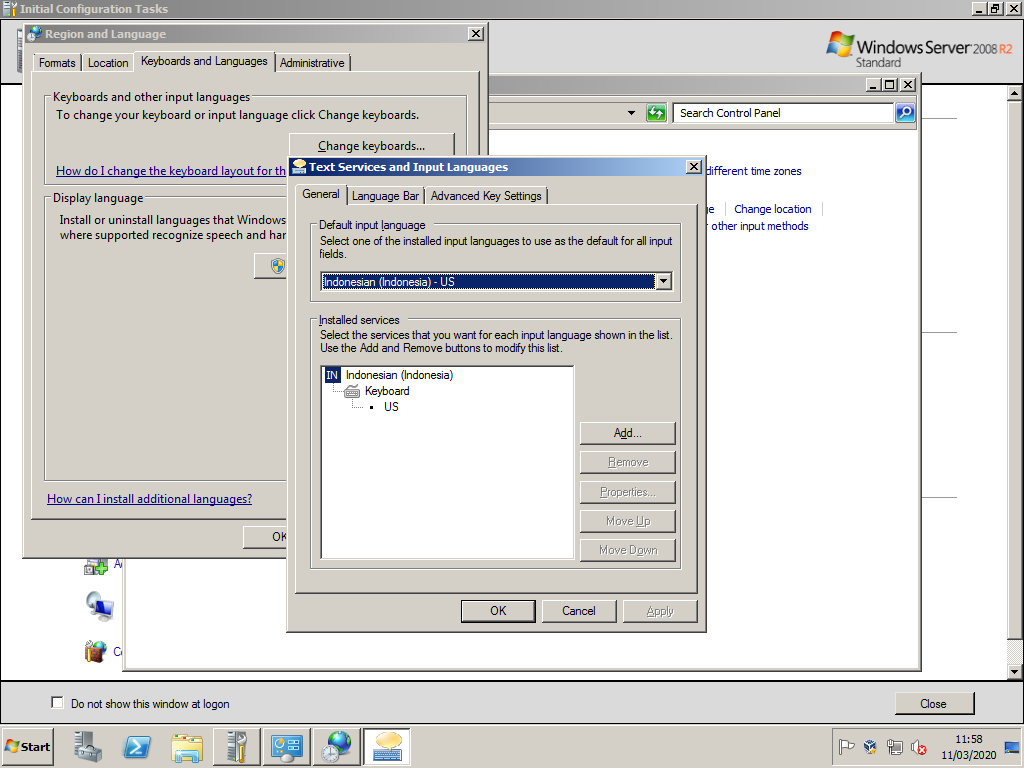 Initial Configuration Tasks
Windows Server 2008 R2
Standard
Region and Language
Formats
Location
Keyboards and Languages
Administrative
Keyboards and other input languages
To change your keyboard or input language click Change keyboards.
Change keyboards...
How do I change the keyboard layout for th
Display language
Install or uninstall languages that Windows
where supported recognize speech and har
How can I install additional languages?
OK
Search Control Panel
different time zones
ge
Change location
other input methods
Text Services and Input Languages
General
Language Bar
Advanced Key Settings
Default input language
Select one of the installed input languages to use as the default for all input
fields.
Indonesian (Indonesia) - US
Installed services
Select the services that you want for each input language shown in the list.
Use the Add and Remove buttons to modify this list.
IN Indonesian (Indonesia)
Keyboard
US
Add...
Remove
Properties...
Move Up
Move Down
OK
Cancel
Apply
Do not show this window at logon
Close
Start
11:58
11/03/2020